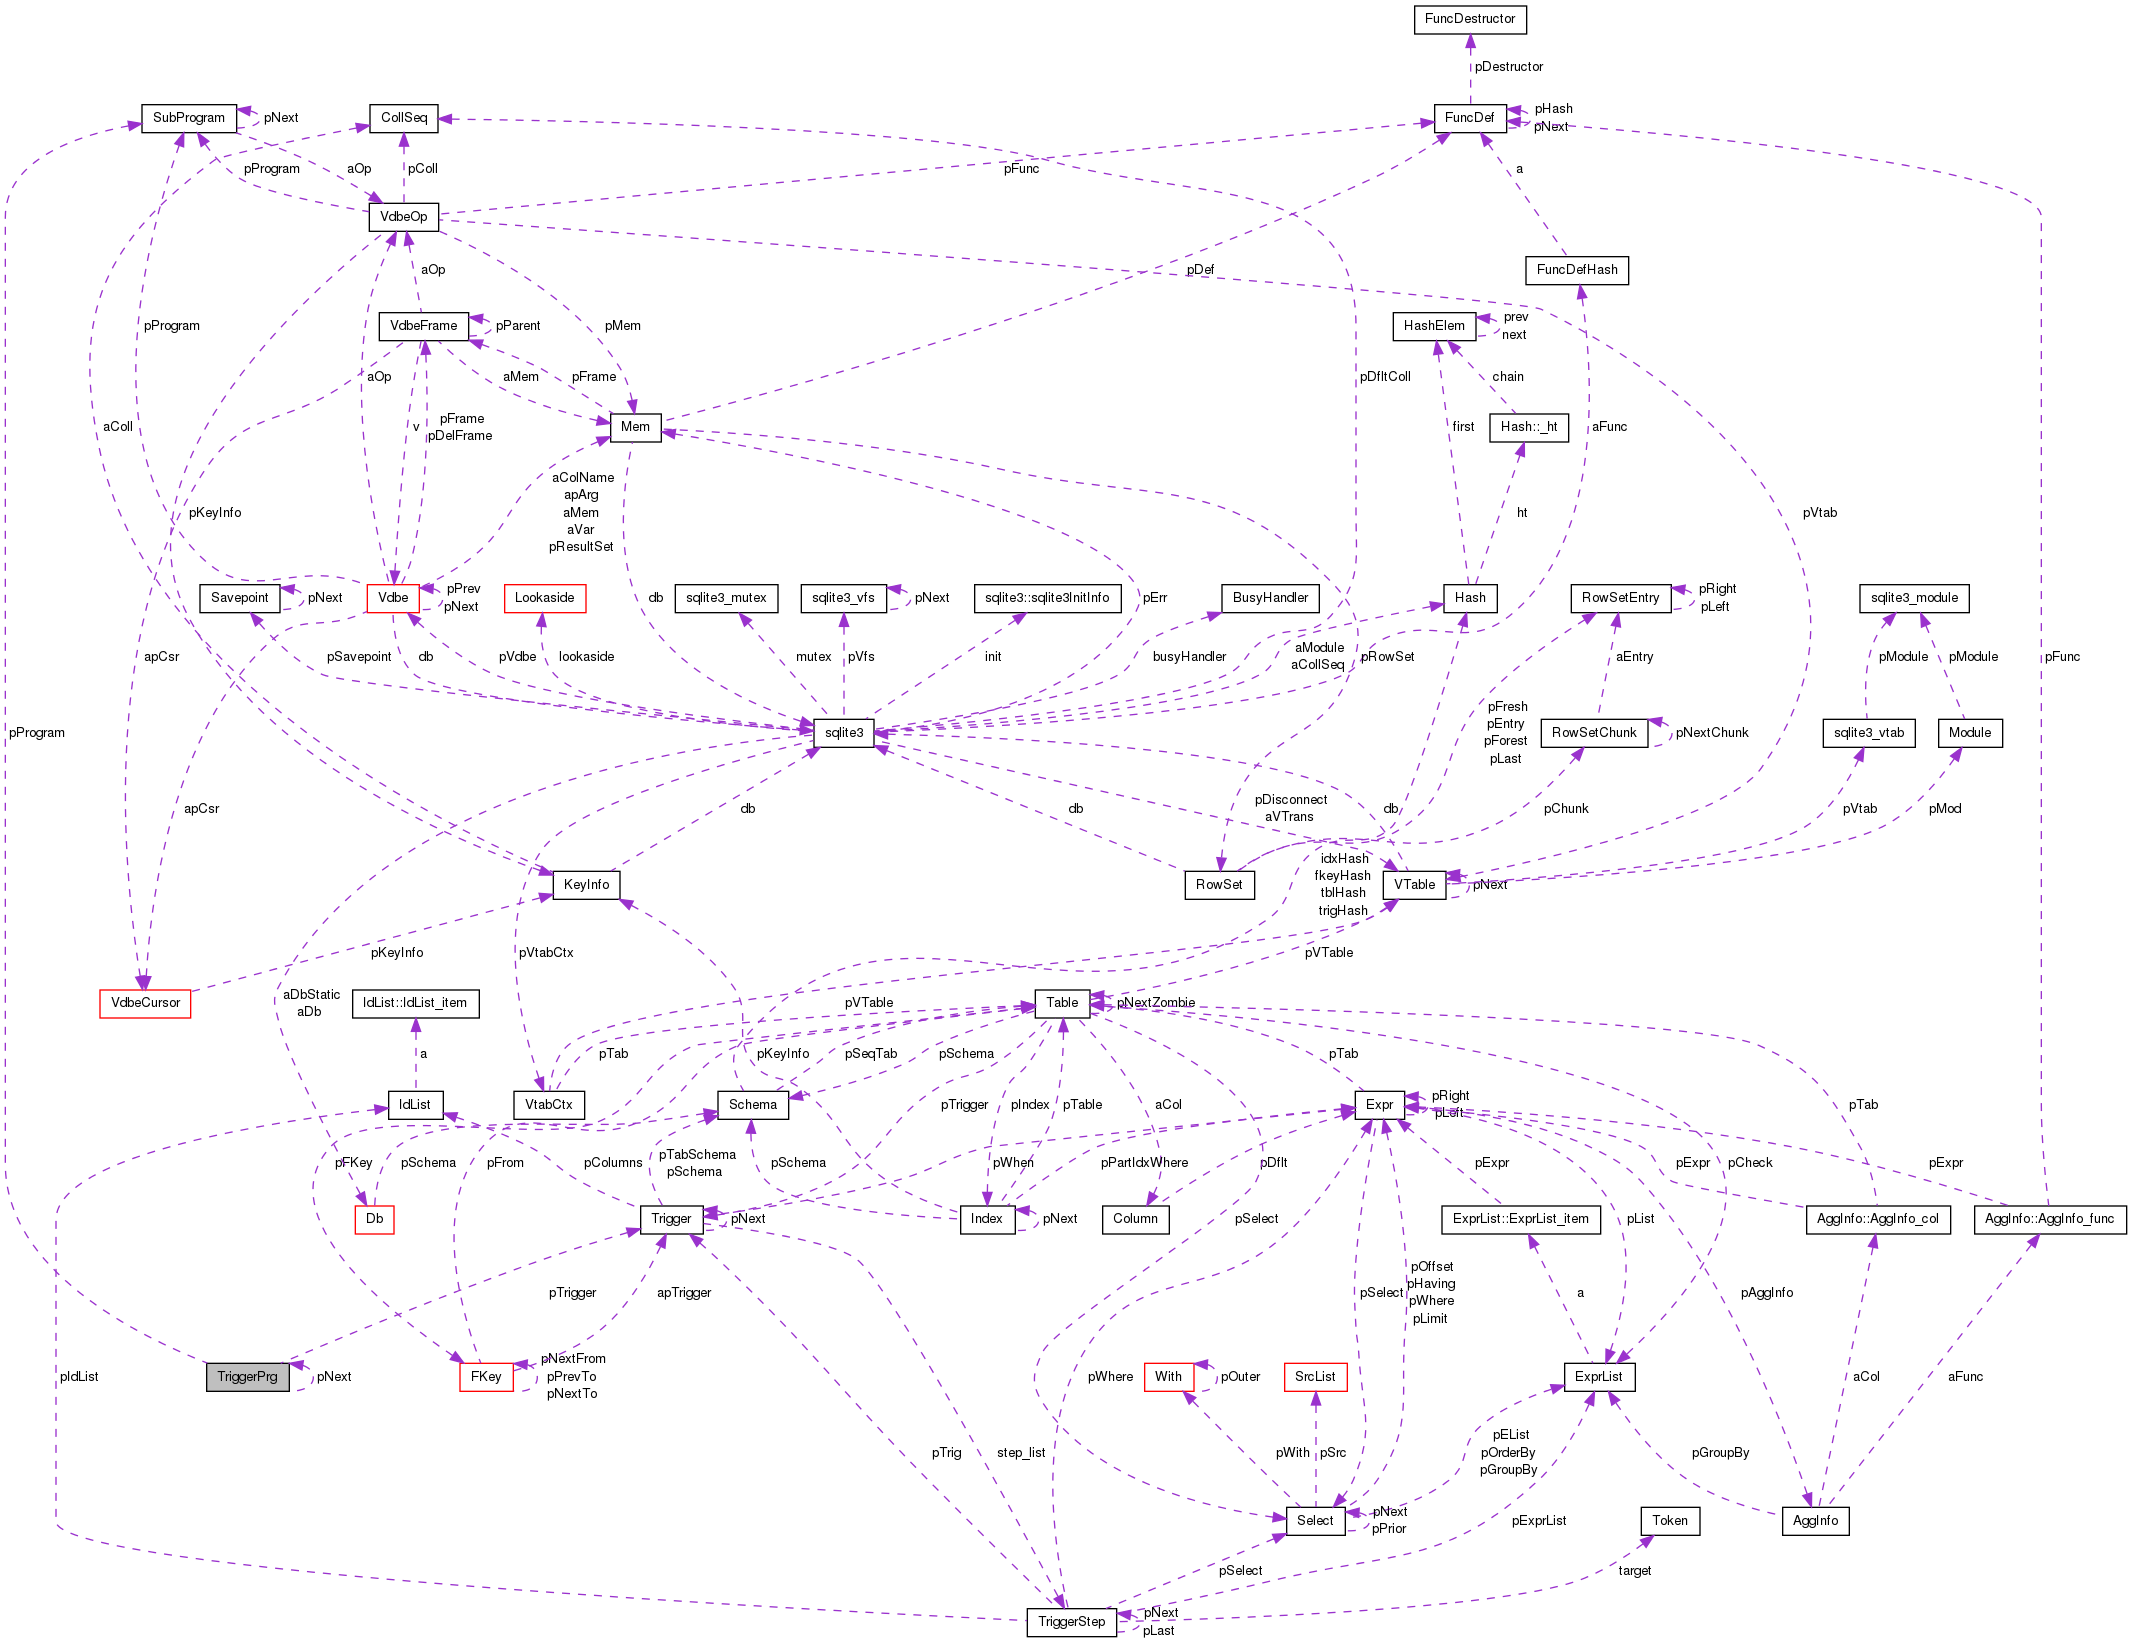 FuncDestructor
pDestructor
SubProgram
pNext
CollSeq
FuncDef
pHash
pNext
pProgram
aOp
pColl
pFunc
a
VdbeOp
aOp
pDef
FuncDefHash
VdbeFrame
pParent
pProgram
pMem
HashElem
prev
next
aOp
aMem
pFrame
pDfltColl
chain
aColl
v
pFrame
pDelFrame
Mem
first
Hash::_ht
aFunc
pKeyInfo
aColName
apArg
aMem
aVar
pResultSet
ht
pVtab
Savepoint
pNext
Vdbe
pPrev
pNext
Lookaside
db
sqlite3_mutex
sqlite3_vfs
pNext
sqlite3::sqlite3InitInfo
pErr
BusyHandler
Hash
RowSetEntry
pRight
pLeft
sqlite3_module
apCsr
pSavepoint
db
pVdbe
lookaside
mutex
pVfs
init
busyHandler
aModule
aCollSeq
pRowSet
aEntry
pModule
pModule
pFunc
pProgram
sqlite3
pFresh
pEntry
pForest
pLast
RowSetChunk
pNextChunk
sqlite3_vtab
Module
apCsr
db
db
pDisconnect
aVTrans
db
pChunk
pVtab
pMod
KeyInfo
RowSet
idxHash
fkeyHash
tblHash
trigHash
VTable
pNext
pKeyInfo
pVtabCtx
pVTable
VdbeCursor
aDbStatic
aDb
IdList::IdList_item
pVTable
Table
pNextZombie
a
pTab
pKeyInfo
pSeqTab
pSchema
pTab
IdList
VtabCtx
Schema
pTrigger
pIndex
pTable
aCol
Expr
pRight
pLeft
pTab
pFKey
pSchema
pFrom
pColumns
pTabSchema
pSchema
pSchema
pWhen
pPartIdxWhere
pDflt
pExpr
pExpr
pCheck
pExpr
Db
Trigger
pNext
Index
pNext
Column
pSelect
ExprList::ExprList_item
pList
AggInfo::AggInfo_col
AggInfo::AggInfo_func
pTrigger
apTrigger
pSelect
pOffset
pHaving
pWhere
pLimit
a
pAggInfo
TriggerPrg
pNext
pIdList
FKey
pNextFrom
pPrevTo
pNextTo
pWhere
With
pOuter
SrcList
ExprList
aCol
aFunc
pTrig
step_list
pWith
pSrc
pEList
pOrderBy
pGroupBy
pGroupBy
Select
pNext
pPrior
pExprList
Token
AggInfo
pSelect
target
TriggerStep
pNext
pLast